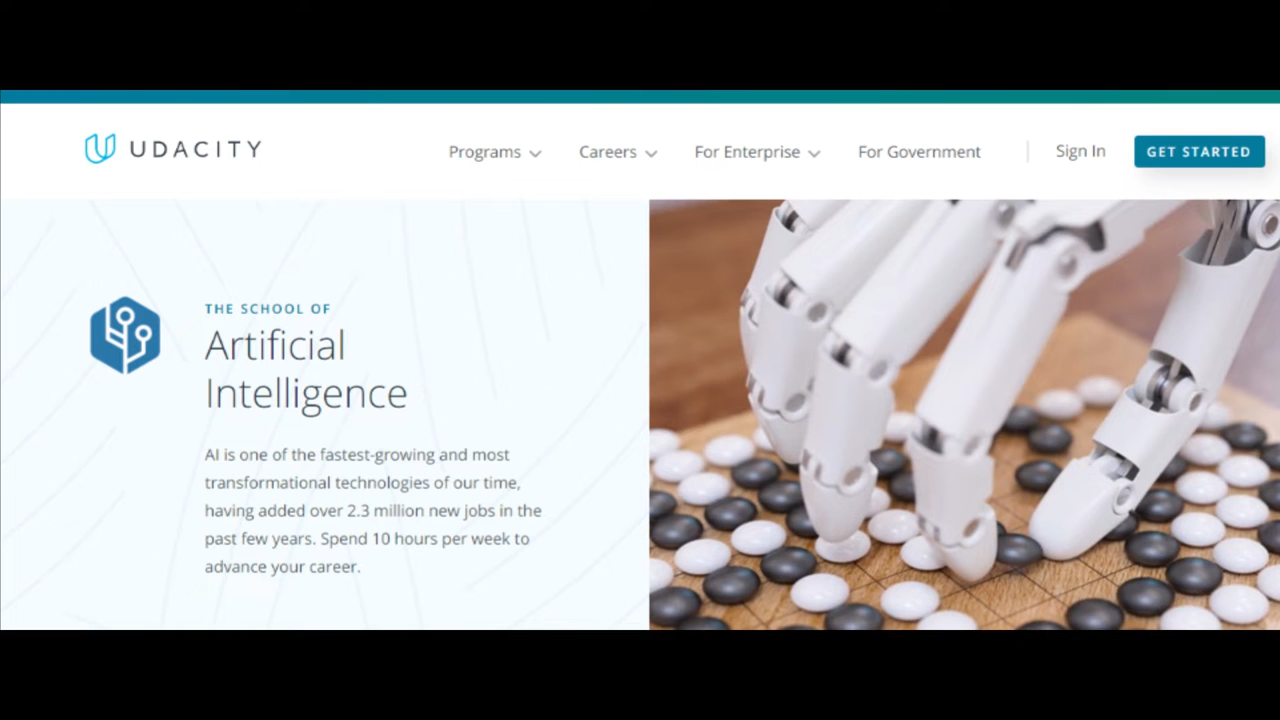 UDACITY
Programs
Careers
For Enterprise
For Government
Sign In
GET STARTED
THE SCHOOL OF
Artificial
Intelligence
AI is one of the fastest-growing and most
transformational technologies of our time,
having added over 2.3 million new jobs in the
past few years. Spend 10 hours per week to
advance your career.